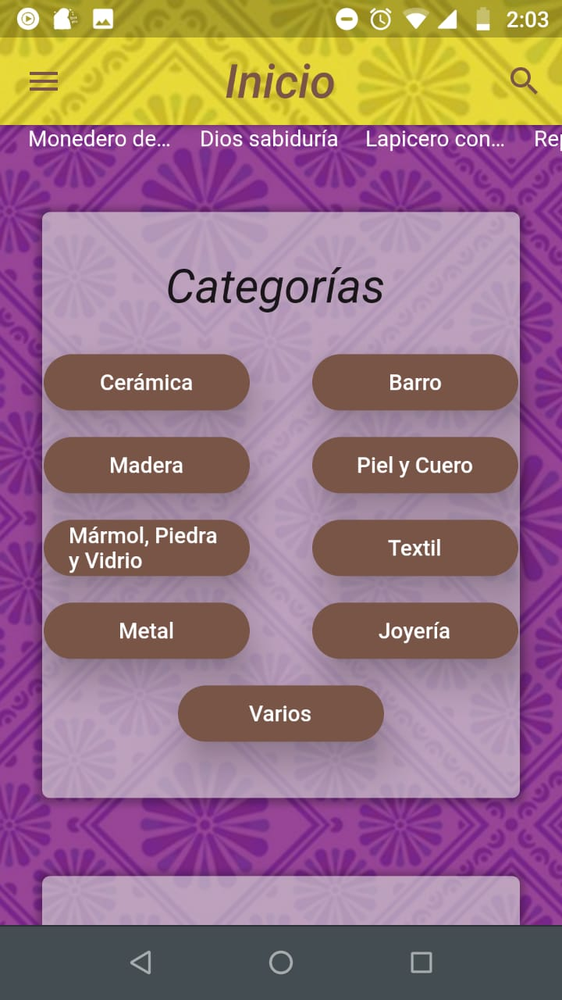 2:03
Inicio
Monedero de... Dios sabiduría Lapicero con... Rep
Categorías
Cerámica Barro
Madera Piel y Cuero
Mármol, Piedra
y Vidrio
Textil
Metal Joyería
Varios